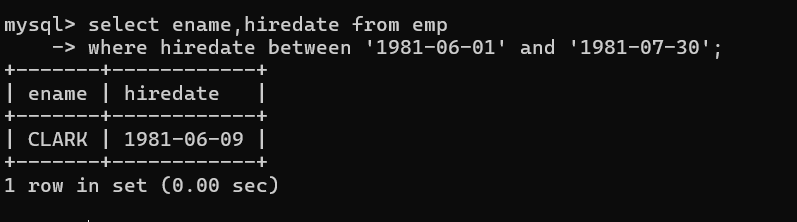 mysql> select ename,hiredate from emp
    -> where hiredate between '1981-06-01' and '1981-07-30';
+-------+------------+
| ename | hiredate   |
+-------+------------+
| CLARK | 1981-06-09 |
+-------+------------+
1 row in set (0.00 sec)